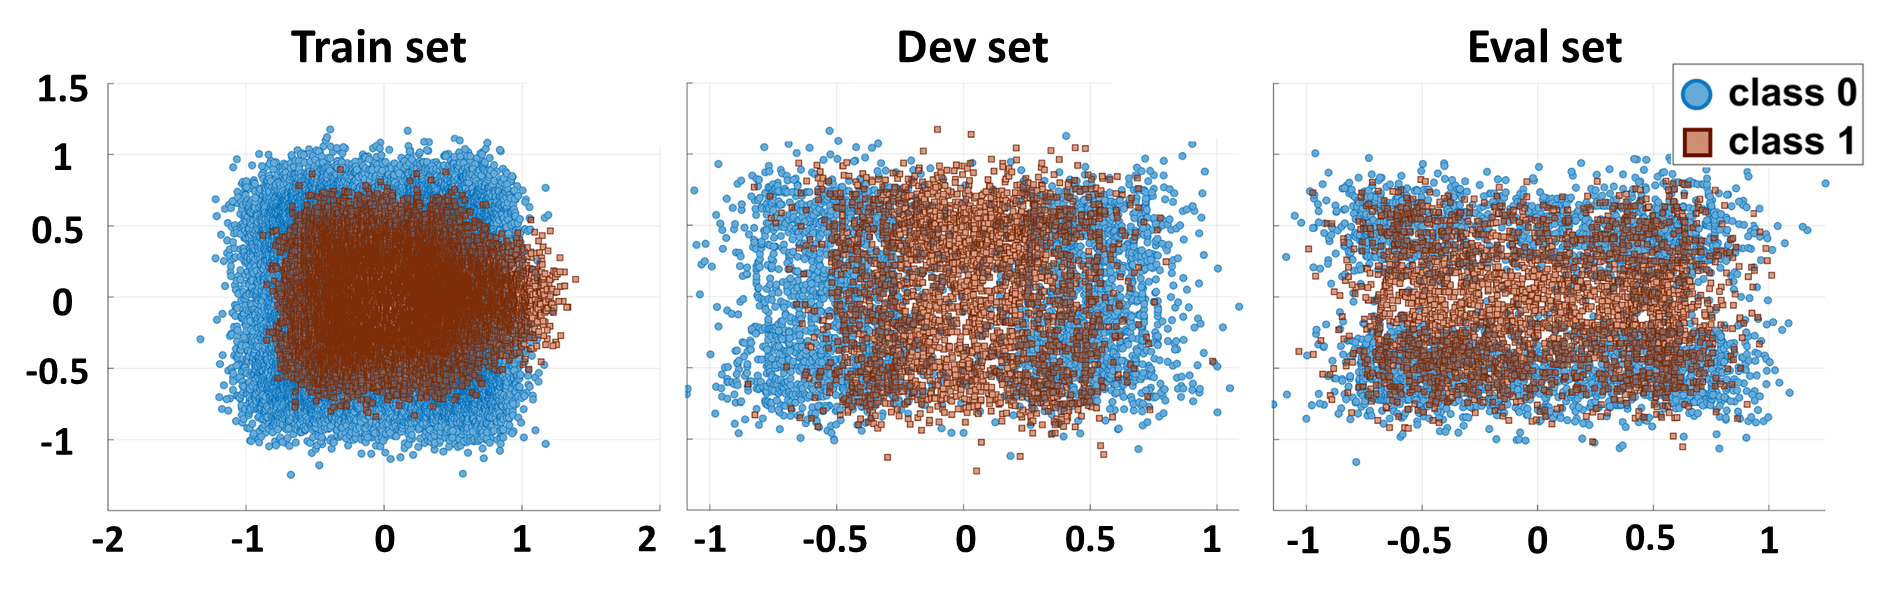 Train set
Dev set
Eval set
class 0
class 1
1.5
1
0.5
0
-0.5
-1
-2 -1 0 1 2
-1 -0.5 0 0.5 1
-1 -0.5 0 0.5 1